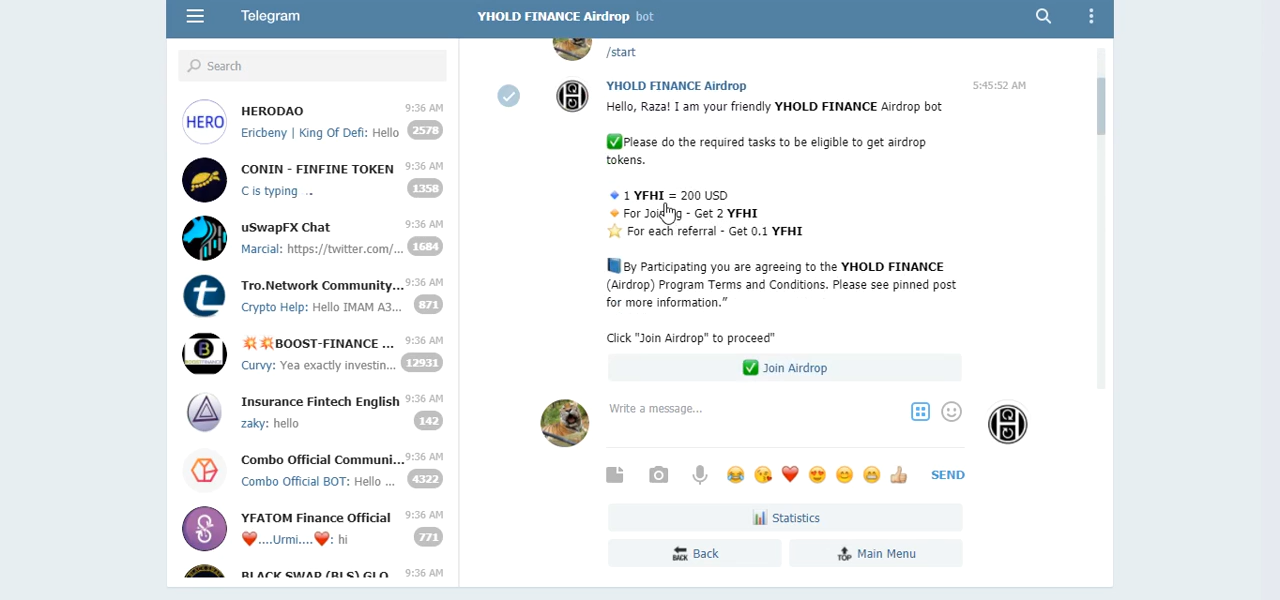 Telegram
YHOLD FINANCE Airdrop bot
Search
HERODAO 9:36 AM
Ericbeny | King Of Defi: Hello 2578
CONIN - FINFINE TOKEN 9:36 AM
C is typing 1358
uSwapFX Chat 9:36 AM
Marcial: https://twitter.com/... 1684
Tro.Network Community... 9:36 AM
Crypto Help: Hello IMAM A3... 871
💥💥BOOST-FINANCE ... 9:36 AM
Curvy: Yea exactly investin... 12931
Insurance Fintech English 9:36 AM
zaky: hello 142
Combo Official Communi... 9:36 AM
Combo Official BOT: Hello ... 4322
YFATOM Finance Official 9:36 AM
❤️....Urmi....❤️: hi 771
BLACK SWAP (BLS) GLO 9:36 AM
HERO
/start
YHOLD FINANCE Airdrop 5:45:52 AM
Hello, Raza! I am your friendly YHOLD FINANCE Airdrop bot
✅Please do the required tasks to be eligible to get airdrop
tokens.
🔹 1 YFHI = 200 USD
🔸 For Joining - Get 2 YFHI
⭐ For each referral - Get 0.1 YFHI
📘By Participating you are agreeing to the YHOLD FINANCE
(Airdrop) Program Terms and Conditions. Please see pinned post
for more information.”
Click "Join Airdrop" to proceed"
✅ Join Airdrop
Write a message...
SEND
📊 Statistics
🔙 Back
🔝 Main Menu